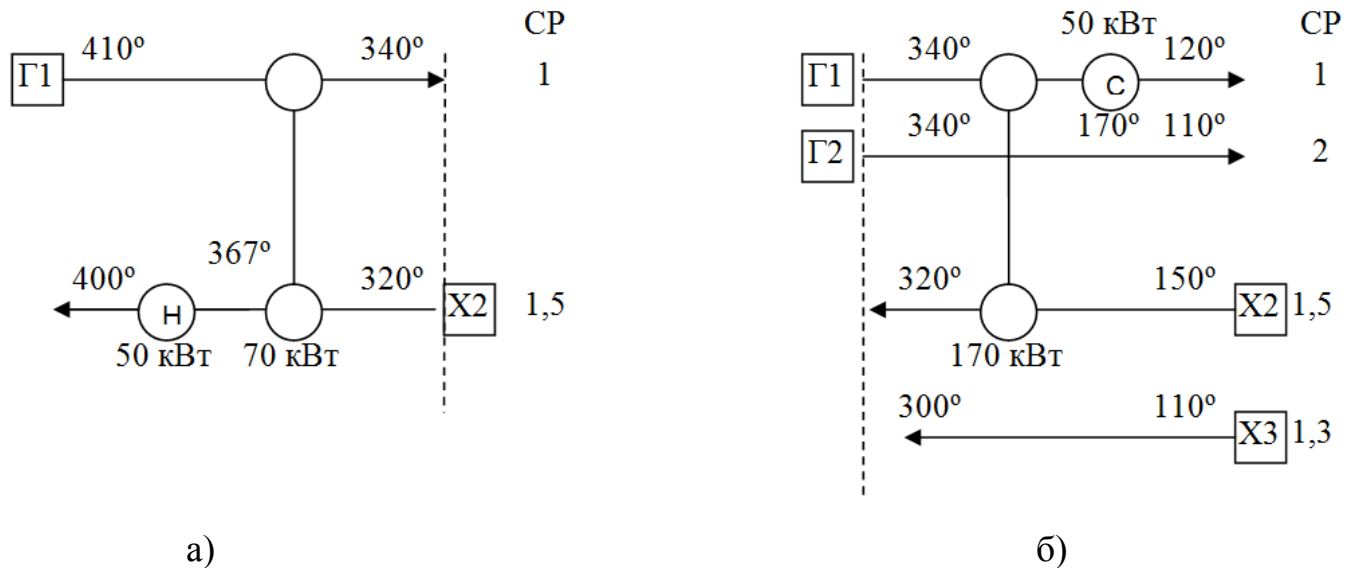 СР
410º
340º
Г1
1
367º
400º
320º
Х2
1,5
Н
50 кВт
70 кВт
а)
50 кВт
СР
340º
120º
Г1
С
1
340º
170º
110º
Г2
2
320º
150º
Х2
1,5
170 кВт
300º
110º
Х3
1,3
б)